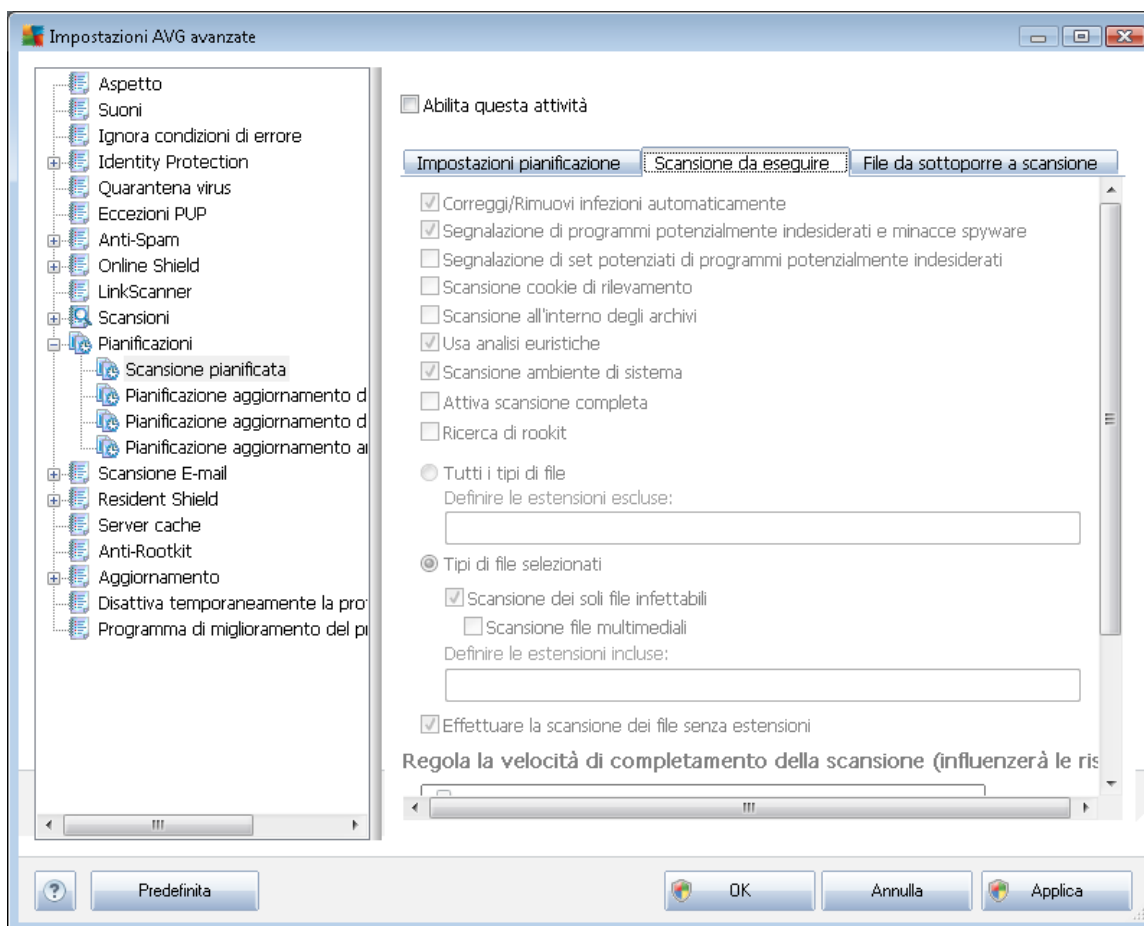 Impostazioni AVG avanzate
Aspetto
Suoni
Ignora condizioni di errore
Identity Protection
Quarantena virus
Eccezioni PUP
Anti-Spam
Online Shield
LinkScanner
Scansioni
Pianificazioni
Scansione pianificata
Pianificazione aggiornamento d
Pianificazione aggiornamento d
Pianificazione aggiornamento a
Scansione E-mail
Resident Shield
Server cache
Anti-Rootkit
Aggiornamento
Disattiva temporaneamente la pro
Programma di miglioramento del p
Abilita questa attività
Impostazioni pianificazione
Scansione da eseguire
File da sottoporre a scansione
Correggi/Rimuovi infezioni automaticamente
Segnalazione di programmi potenzialmente indesiderati e minacce spyware
Segnalazione di set potenziati di programmi potenzialmente indesiderati
Scansione cookie di rilevamento
Scansione all'interno degli archivi
Usa analisi euristiche
Scansione ambiente di sistema
Attiva scansione completa
Ricerca di rookit
Tutti i tipi di file
Definire le estensioni escluse:
Tipi di file selezionati
Scansione dei soli file infettabili
Scansione file multimediali
Definire le estensioni incluse:
Effettuare la scansione dei file senza estensioni
Regola la velocità di completamento della scansione (influenzerà le ris
Predefinita
OK
Annulla
Applica